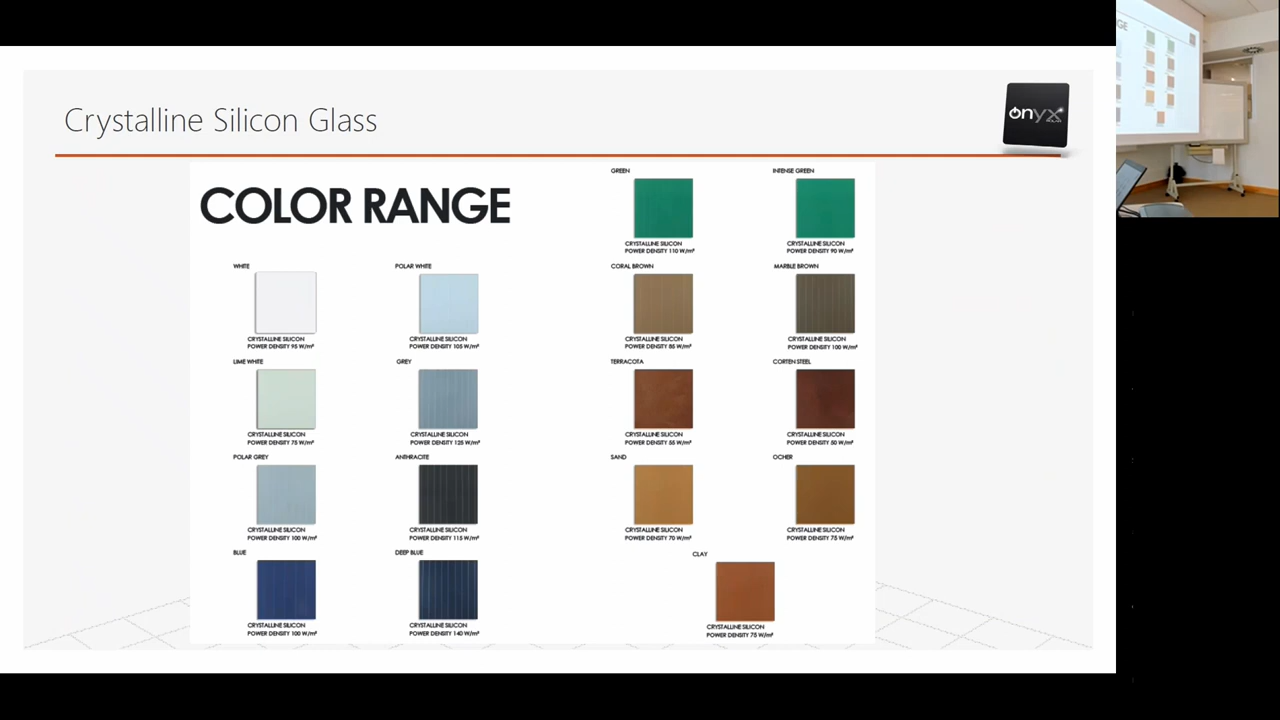 Crystalline Silicon Glass
onyx
COLOR RANGE
WHITE
CRYSTALLINE SILICON
POWER DENSITY 95 W/m²
POLAR WHITE
CRYSTALLINE SILICON
POWER DENSITY 105 W/m²
LIME WHITE
CRYSTALLINE SILICON
POWER DENSITY 75 W/m²
GREY
CRYSTALLINE SILICON
POWER DENSITY 125 W/m²
POLAR GREY
CRYSTALLINE SILICON
POWER DENSITY 100 W/m²
ANTHRACITE
CRYSTALLINE SILICON
POWER DENSITY 115 W/m²
BLUE
CRYSTALLINE SILICON
POWER DENSITY 100 W/m²
DEEP BLUE
CRYSTALLINE SILICON
POWER DENSITY 140 W/m²
GREEN
CRYSTALLINE SILICON
POWER DENSITY 110 W/m²
INTENSE GREEN
CRYSTALLINE SILICON
POWER DENSITY 90 W/m²
CORAL BROWN
CRYSTALLINE SILICON
POWER DENSITY 85 W/m²
MARBLE BROWN
CRYSTALLINE SILICON
POWER DENSITY 100 W/m²
TERRACOTA
CRYSTALLINE SILICON
POWER DENSITY 55 W/m²
CORTEN STEEL
CRYSTALLINE SILICON
POWER DENSITY 50 W/m²
SAND
CRYSTALLINE SILICON
POWER DENSITY 70 W/m²
OCHER
CRYSTALLINE SILICON
POWER DENSITY 75 W/m²
CLAY
CRYSTALLINE SILICON
POWER DENSITY 75 W/m²